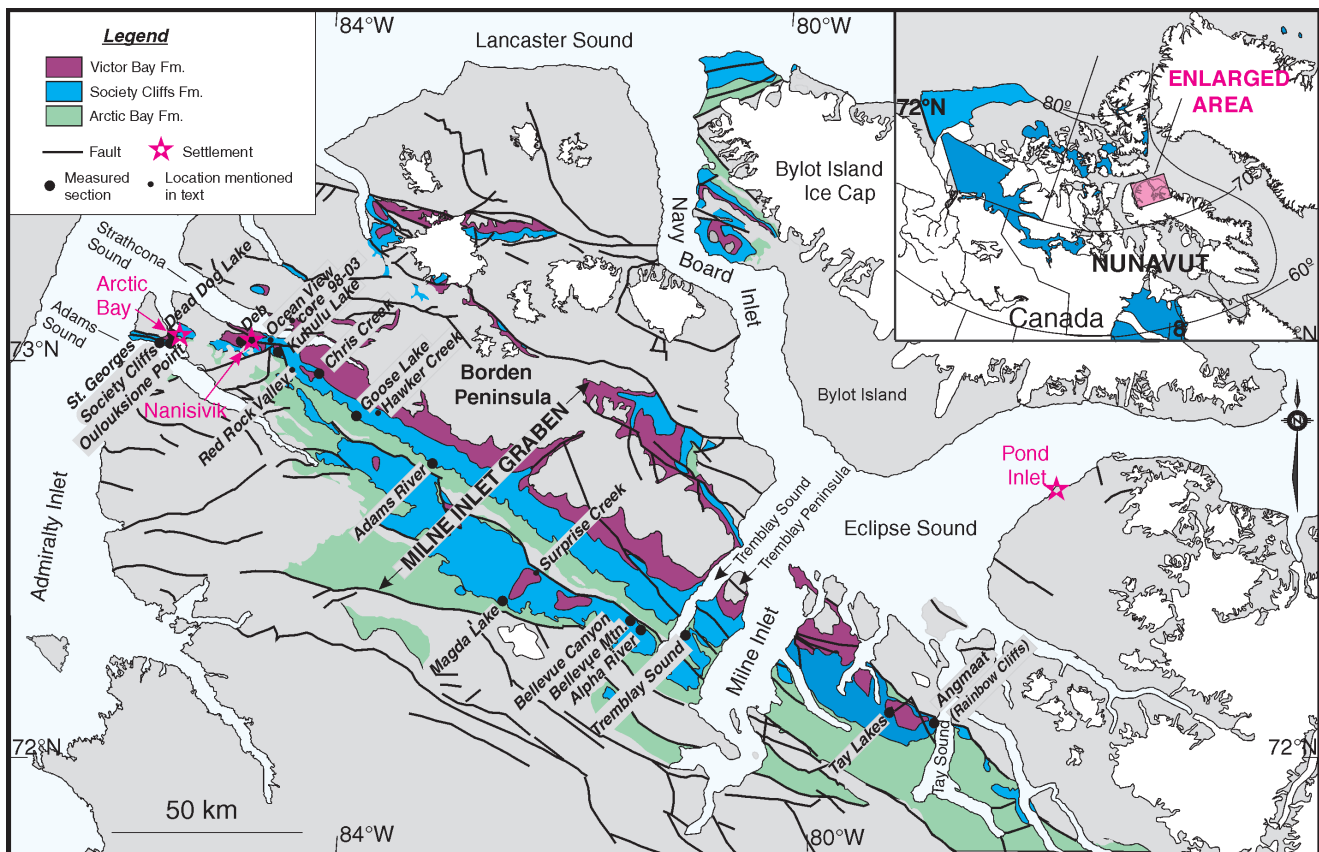 84°W
80°W
Legend
Victor Bay Fm.
Society Cliffs Fm.
Arctic Bay Fm.
Fault
Settlement
Measured
section
Location mentioned
in text
Lancaster Sound
Bylot Island
Ice Cap
Navy
Board
Inlet
72°N
80º
ENLARGED
AREA
70º
NUNAVUT
60º
Canada
8
°N
Strathcona
Sound
Adams
Sound
Arctic
Bay
Dead Dog Lake
Deb
Ocean View
core 98-03
Kuhulu Lake
Chris Creek
73°N
St. Georges
Society Cliffs
Oulouksione Point
Nanisivik
Red Rock Valley
Goose Lake
Hawker Creek
Borden
Peninsula
Bylot Island
N
Pond
Inlet
Admiralty Inlet
Adams River
MILNE INLET GRABEN
Surprise Creek
Tremblay Sound
Tremblay Peninsula
Eclipse Sound
Magda Lake
Bellevue Canyon
Bellevue Mtn.
Alpha River
Tremblay Sound
Milne Inlet
Tay Lakes
Tay Sound
Angmaat
(Rainbow Cliffs)
72°N
72°N
50 km
84°W
80°W